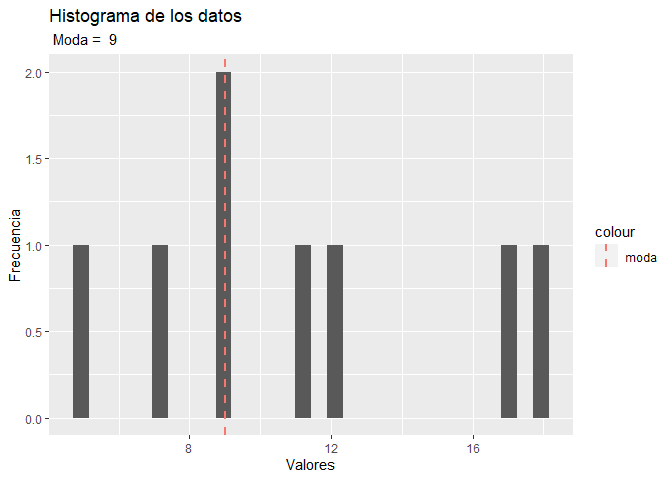 Histograma de los datos
Moda = 9
2.0
1.5
1.0
0.5
0.0
Frecuencia
8
12
16
Valores
colour
moda